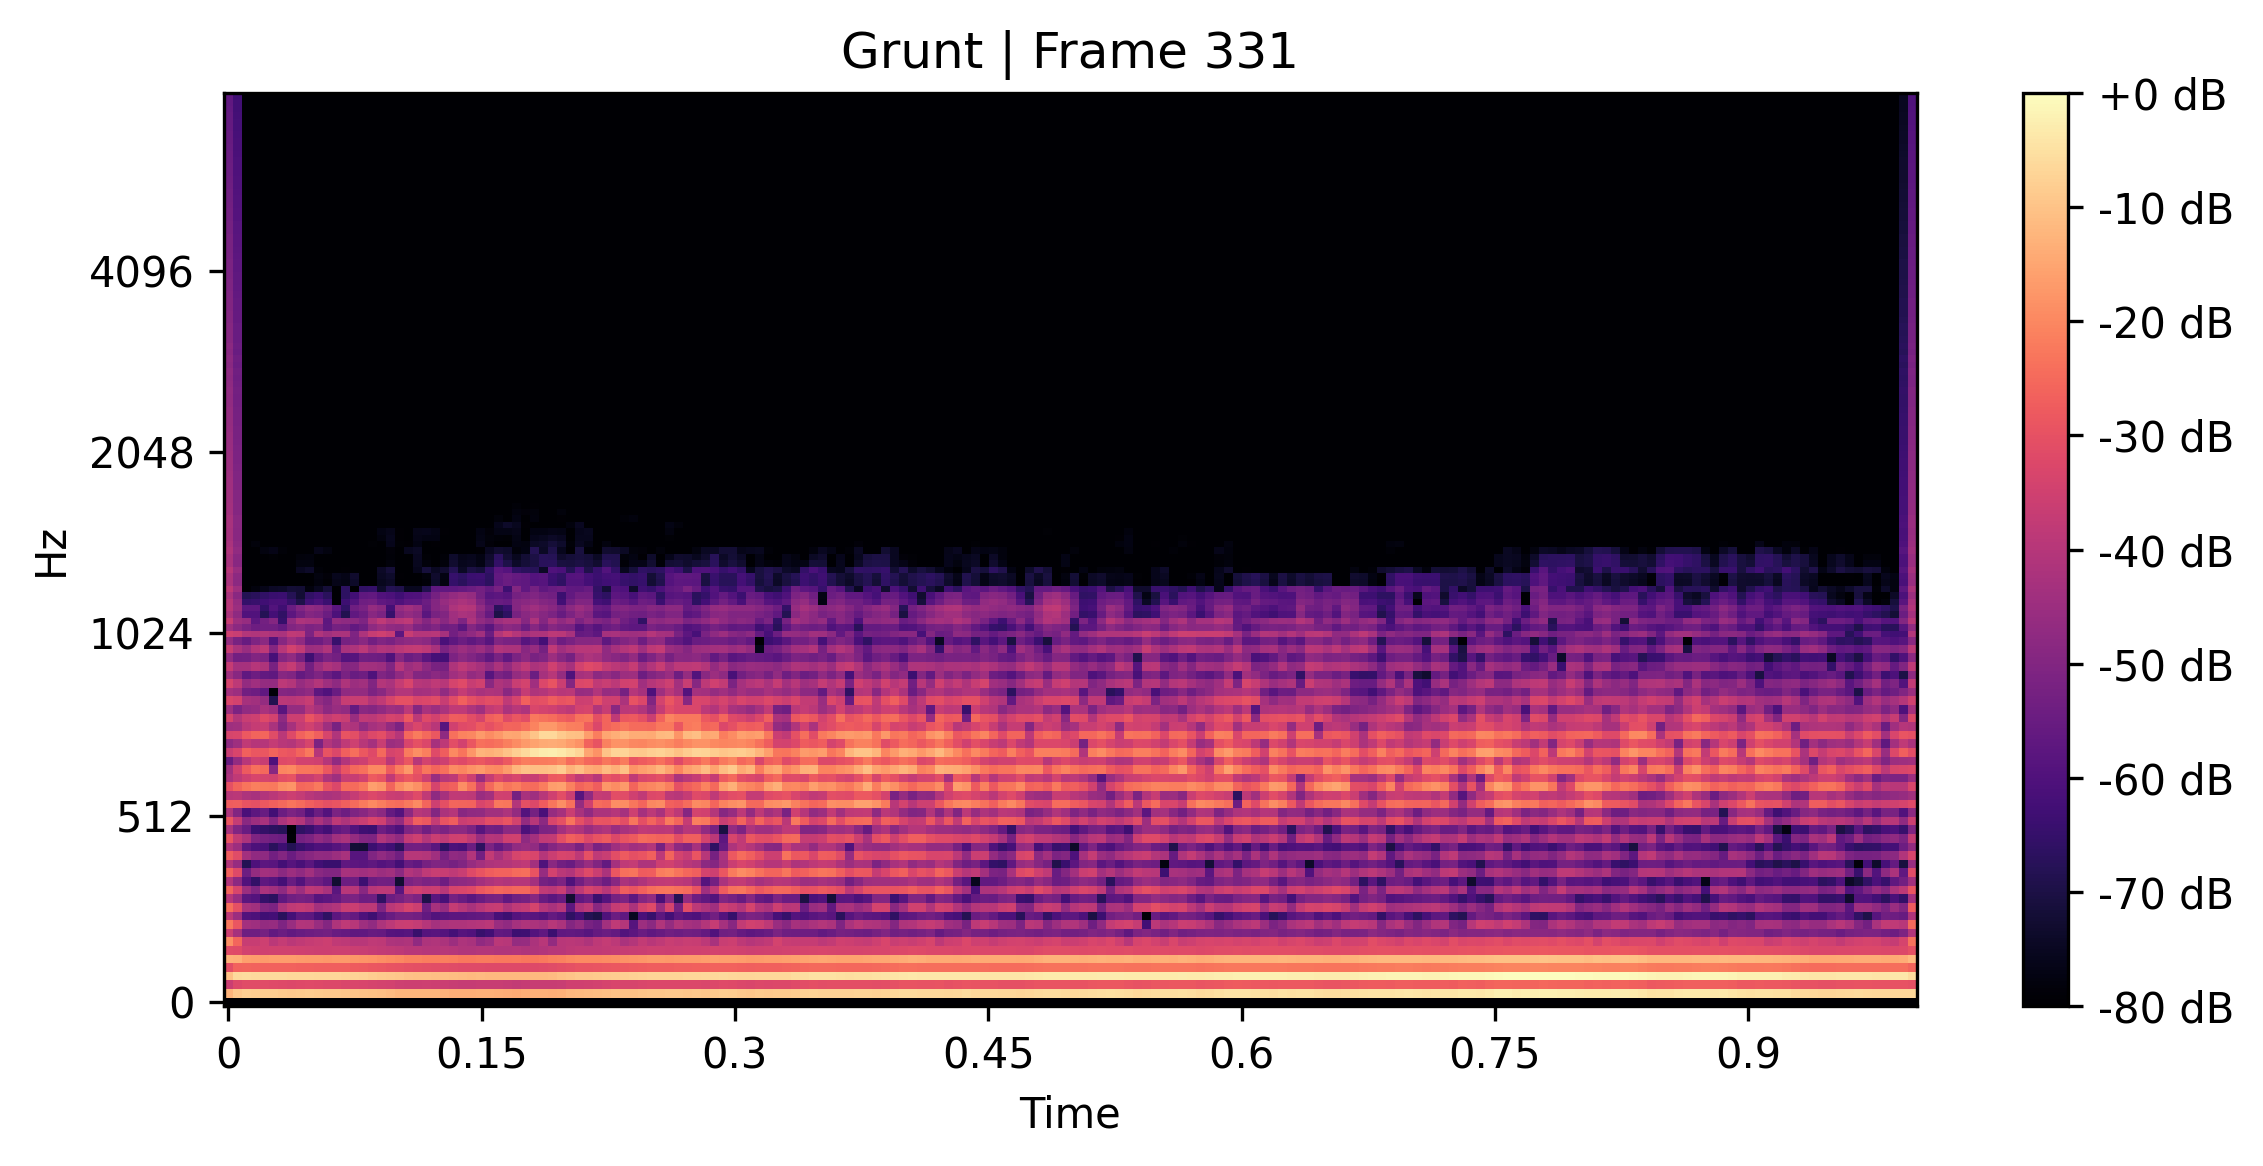 Grunt | Frame 331
Hz
4096
2048
1024
512
0
0 0.15 0.3 0.45 0.6 0.75 0.9
Time
+0 dB
-10 dB
-20 dB
-30 dB
-40 dB
-50 dB
-60 dB
-70 dB
-80 dB